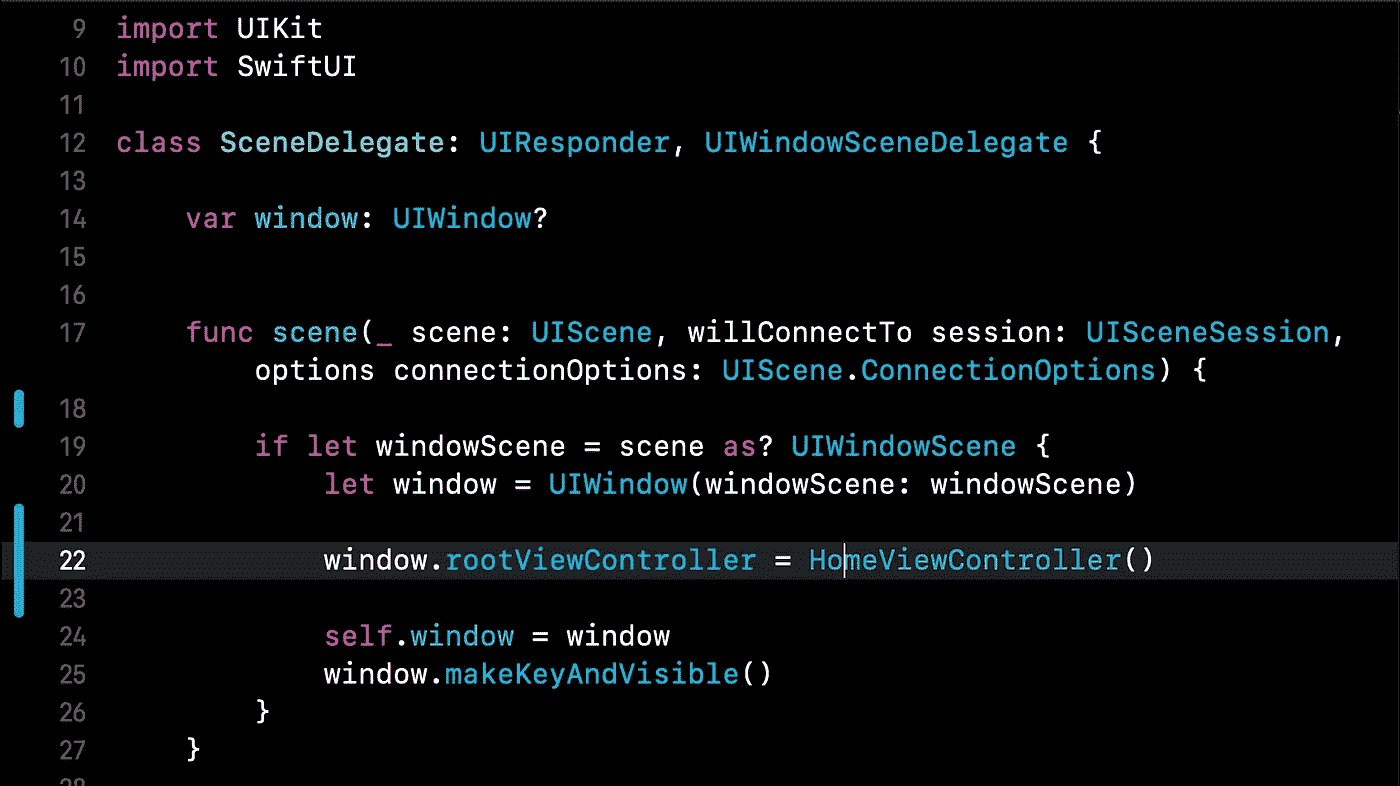 9 import UIKit
10 import SwiftUI
11
12 class SceneDelegate: UIResponder, UIWindowSceneDelegate {
13
14 var window: UIWindow?
15
16
17 func scene(_ scene: UIScene, willConnectTo session: UISceneSession,
options connectionOptions: UIScene.ConnectionOptions) {
18
19 if let windowScene = scene as? UIWindowScene {
20 let window = UIWindow(windowScene: windowScene)
21
22 window.rootViewController = HomeViewController()
23
24 self.window = window
25 window.makeKeyAndVisible()
26 }
27 }
28